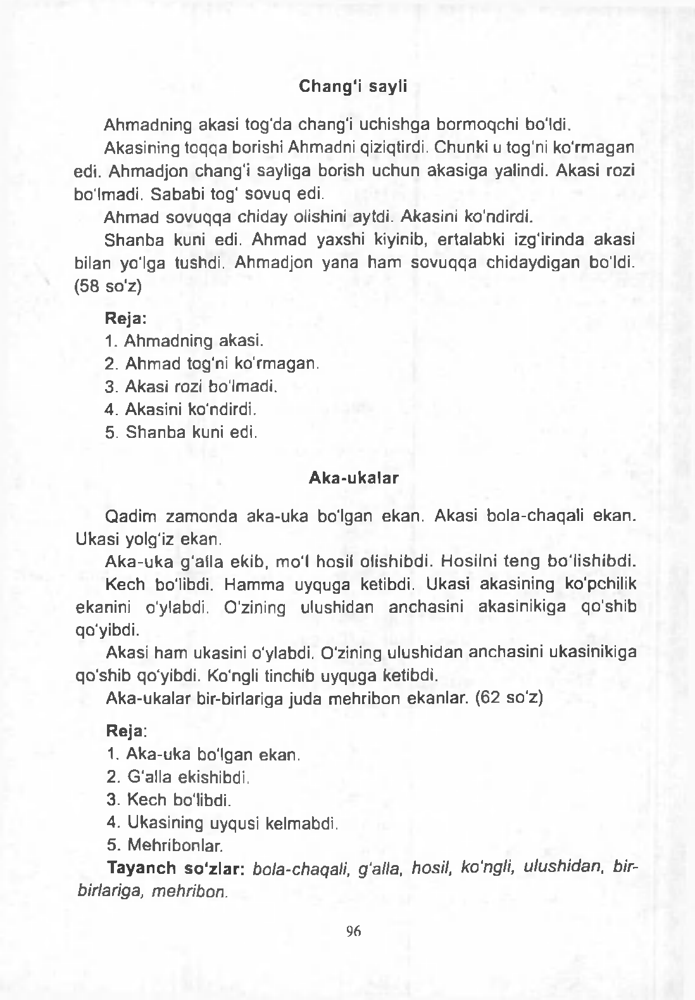 Chang‘i sayli
Ahmadning akasi tog‘da chang‘i uchishga bormoqchi bo‘ldi.
Akasining toqqa borishi Ahmadni qiziqtirdi. Chunki u tog‘ni ko‘rmagan
edi. Ahmadjon chang‘i sayliga borish uchun akasiga yalindi. Akasi rozi
bo‘lmadi. Sababi tog‘ sovuq edi.
Ahmad sovuqqa chiday olishini aytdi. Akasini ko‘ndirdi.
Shanba kuni edi. Ahmad yaxshi kiyinib, ertalabki izg‘irinda akasi
bilan yo‘lga tushdi. Ahmadjon yana ham sovuqqa chidaydigan bo‘ldi.
(58 so‘z)
Reja:
1. Ahmadning akasi.
2. Ahmad tog‘ni ko‘rmagan.
3. Akasi rozi bo‘lmadi.
4. Akasini ko‘ndirdi.
5. Shanba kuni edi.
Aka-ukalar
Qadim zamonda aka-uka bo‘lgan ekan. Akasi bola-chaqali ekan.
Ukasi yolg‘iz ekan.
Aka-uka g‘alla ekib, mo‘l hosil olishibdi. Hosilni teng bo‘lishibdi.
Kech bo‘libdi. Hamma uyquga ketibdi. Ukasi akasining ko‘pchilik
ekanini o‘ylabdi. O‘zining ulushidan anchasini akasinikiga qo‘shib
qo‘yibdi.
Akasi ham ukasini o‘ylabdi. O‘zining ulushidan anchasini ukasinikiga
qo‘shib qo‘yibdi. Ko‘ngli tinchib uyquga ketibdi.
Aka-ukalar bir-birlariga juda mehribon ekanlar. (62 so‘z)
Reja:
1. Aka-uka bo‘lgan ekan.
2. G‘alla ekishibdi.
3. Kech bo‘libdi.
4. Ukasining uyqusi kelmabdi.
5. Mehribonlar.
Tayanch so‘zlar: bola-chaqali, g‘alla, hosil, ko‘ngli, ulushidan, bir-
birlariga, mehribon.
96